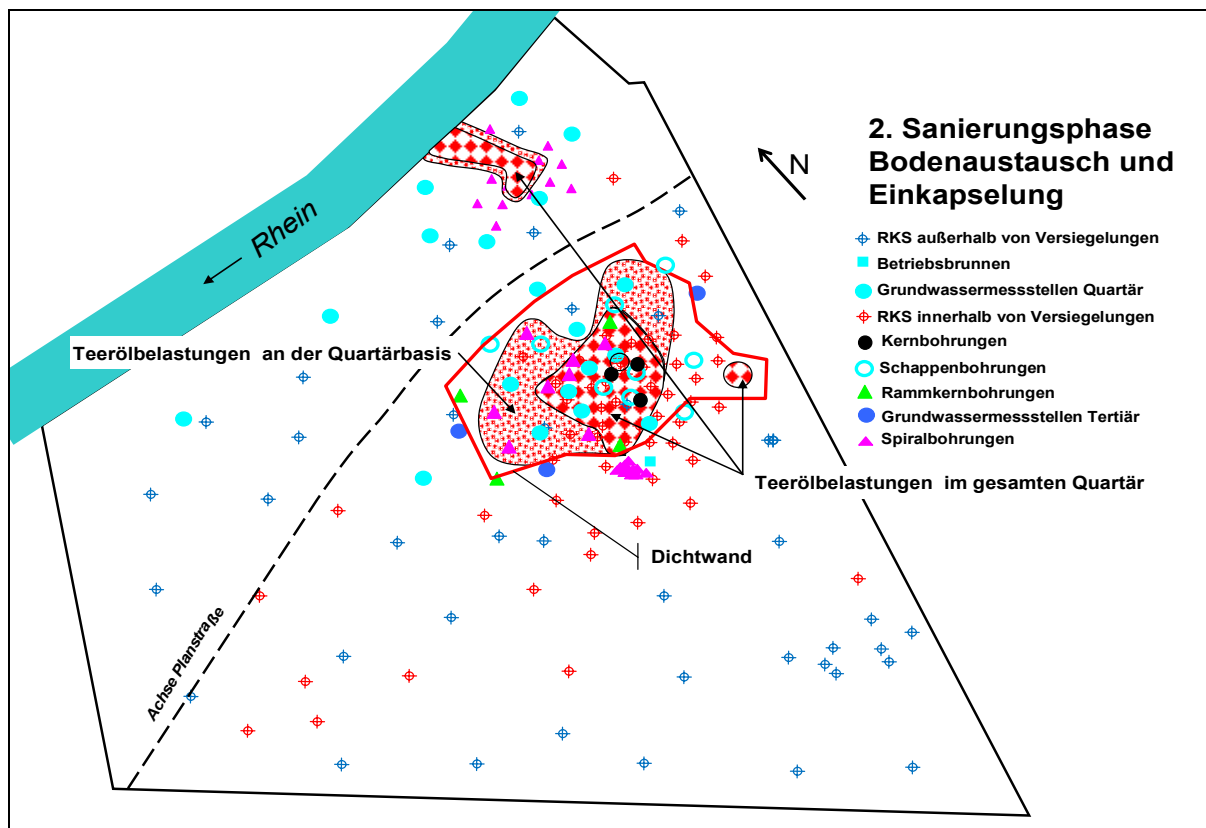 2. Sanierungsphase
Bodenaustausch und
Einkapselung
N
Rhein
RKS außerhalb von Versiegelungen
Betriebsbrunnen
Grundwassermessstellen Quartär
RKS innerhalb von Versiegelungen
Kernbohrungen
Schappenbohrungen
Rammkernbohrungen
Grundwassermessstellen Tertiär
Spiralbohrungen
Teerölbelastungen an der Quartärbasis
Teerölbelastungen im gesamten Quartär
Dichtwand
Achse Planstraße